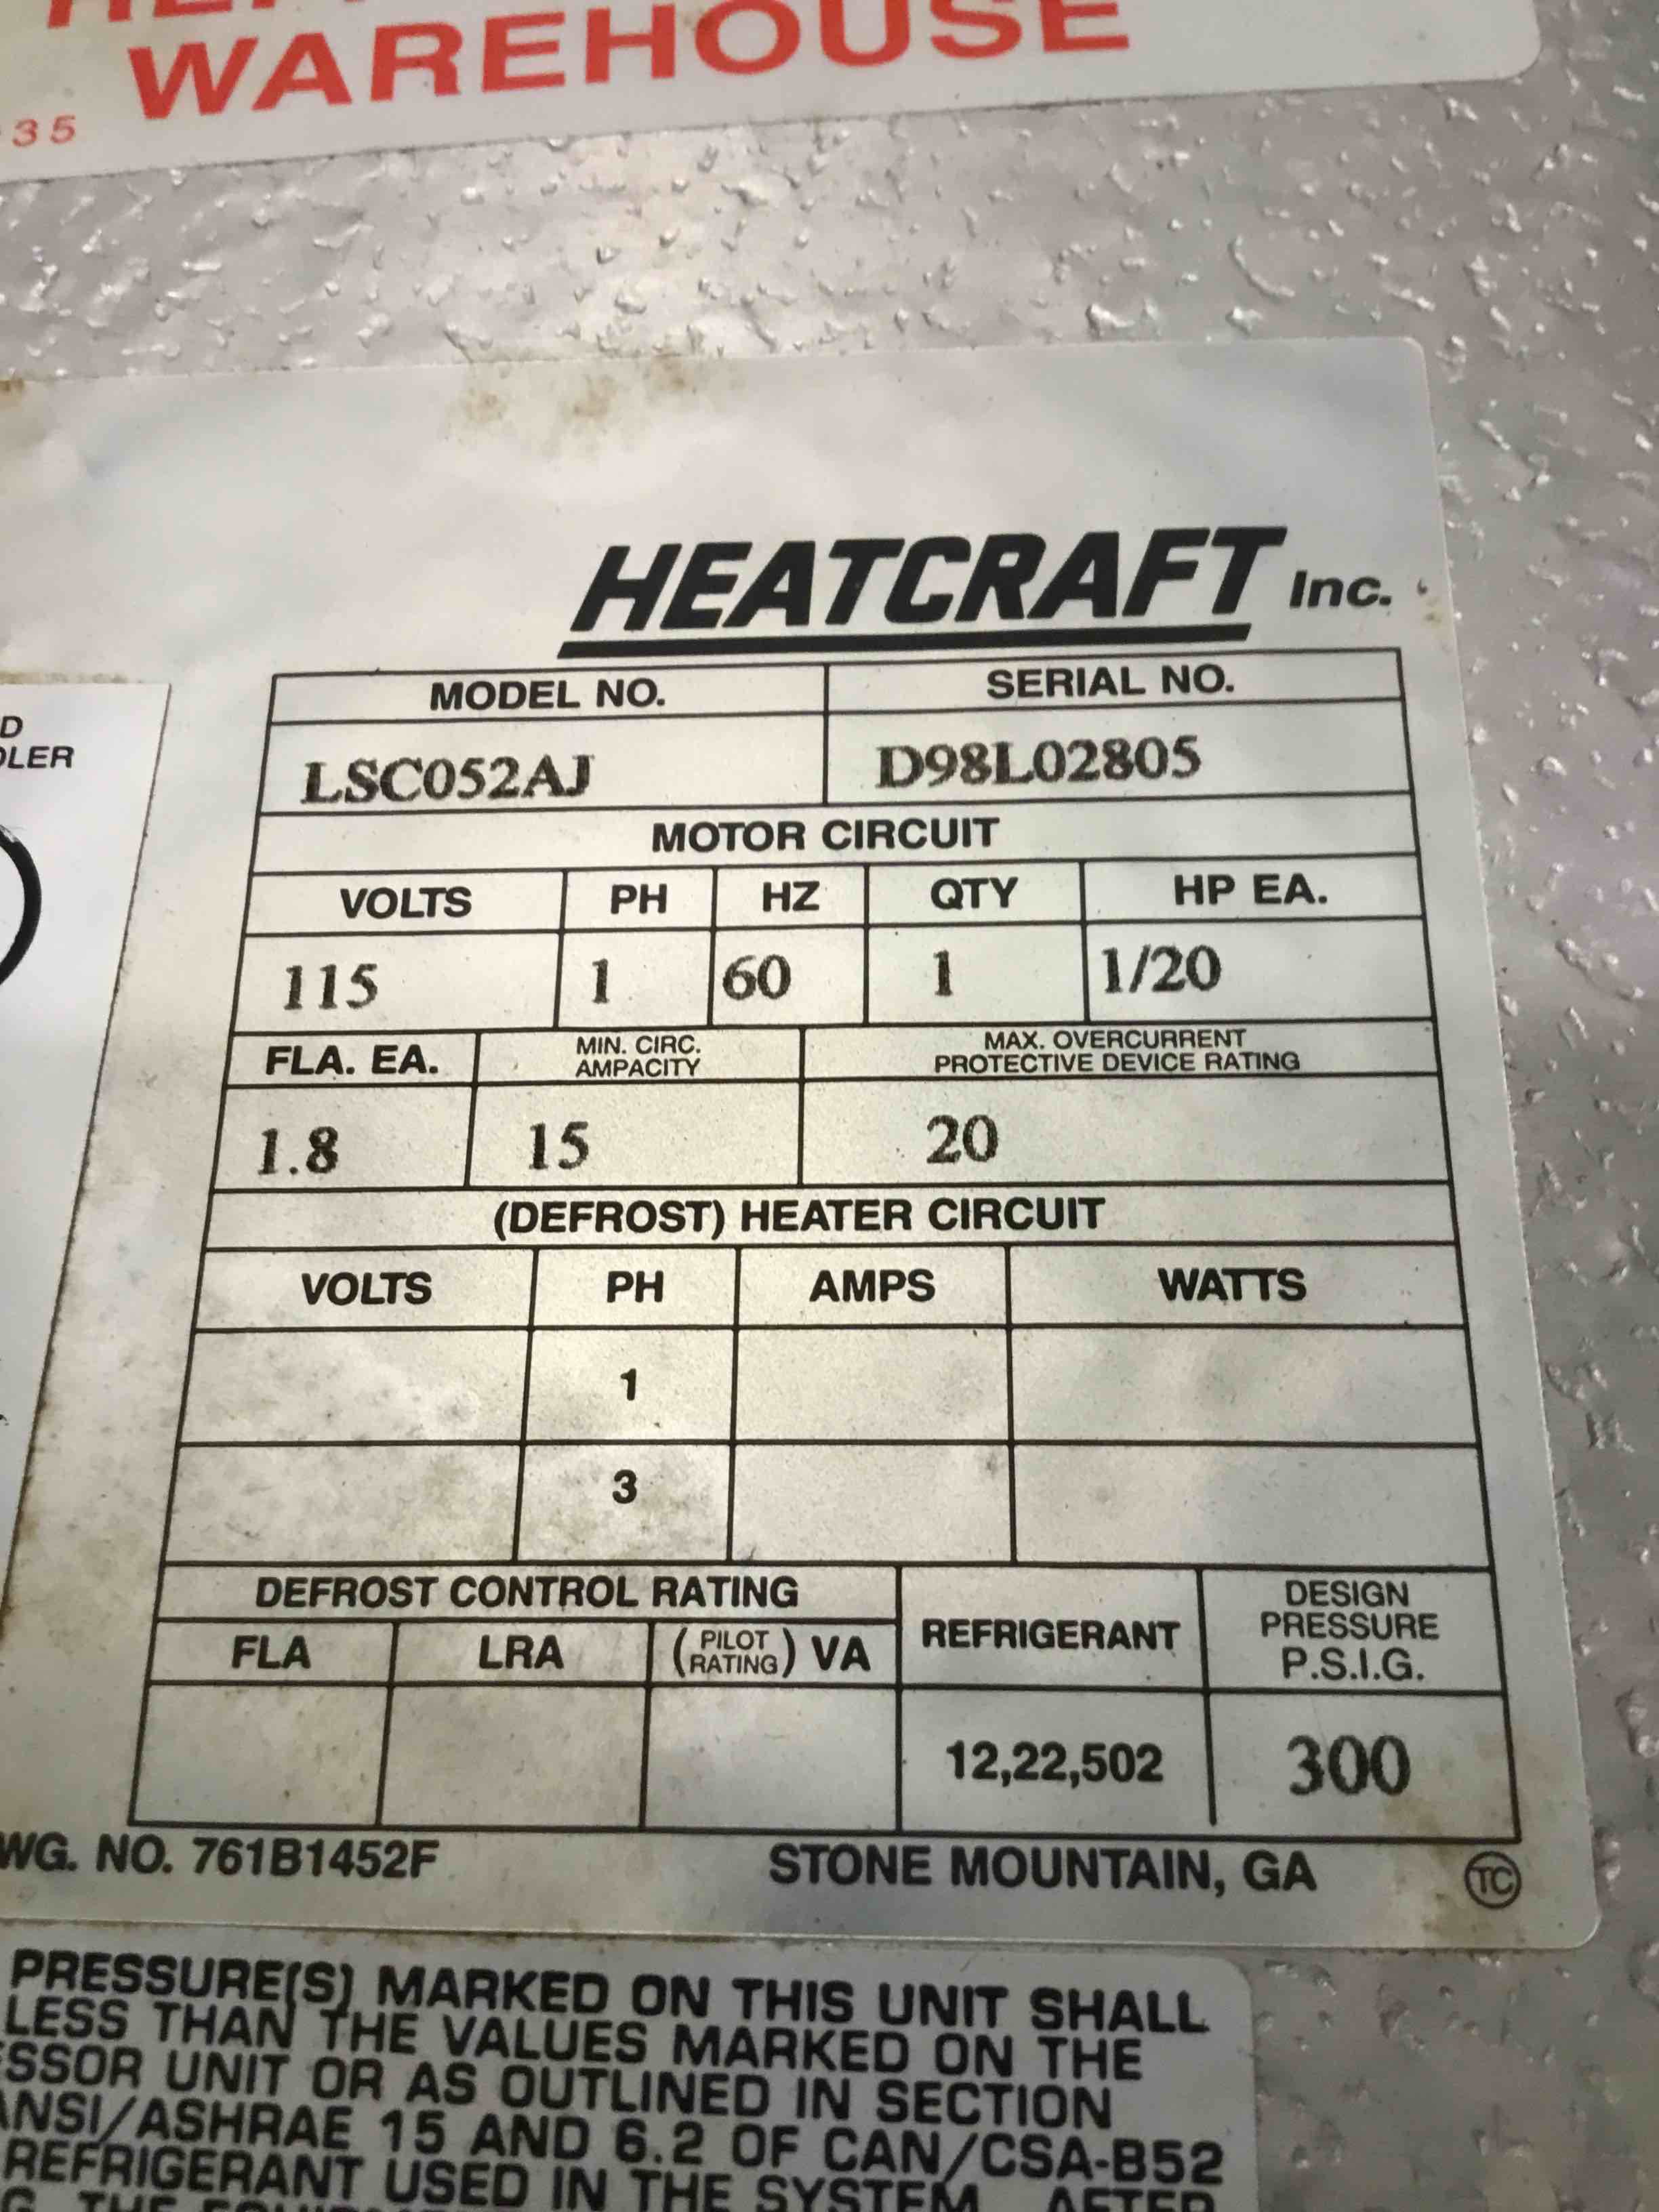 WAREHOUSE
35
HEATCRAFT Inc.
D
OLER
MODEL NO. SERIAL NO.
LSC052AJ D98L02805
MOTOR CIRCUIT
VOLTS PH HZ QTY HP EA.
115 1 60 1 1/20
FLA. EA. MIN. CIRC. AMPACITY MAX. OVERCURRENT PROTECTIVE DEVICE RATING
1.8 15 20
(DEFROST) HEATER CIRCUIT
VOLTS PH AMPS WATTS
1
3
DEFROST CONTROL RATING REFRIGERANT DESIGN PRESSURE P.S.I.G.
FLA LRA (PILOT RATING) VA
12,22,502 300
WG. NO. 761B1452F STONE MOUNTAIN, GA TC
PRESSURE(S) MARKED ON THIS UNIT SHALL
LESS THAN THE VALUES MARKED ON THE
SSOR UNIT OR AS OUTLINED IN SECTION
ANSI/ASHRAE 15 AND 6.2 OF CAN/CSA-B52
REFRIGERANT USED IN THE SYSTEM. AFTER